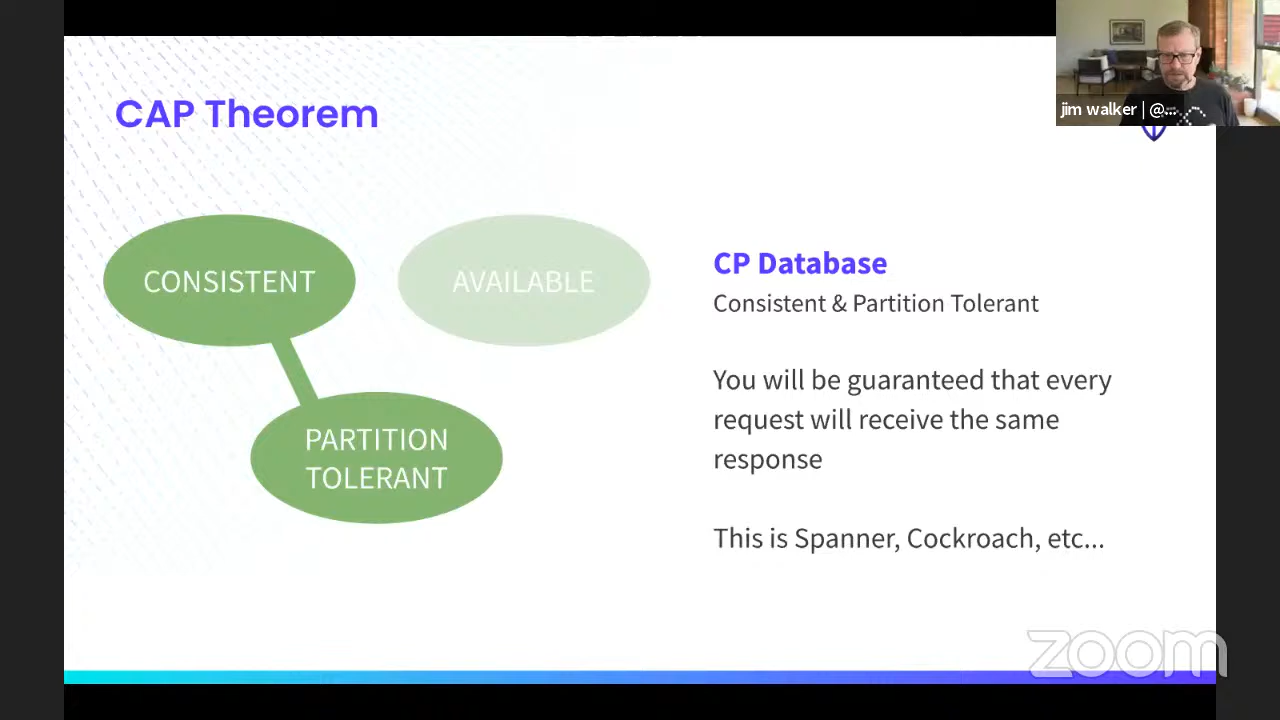 CAP Theorem
jim walker | @...
CONSISTENT
AVAILABLE
PARTITION
TOLERANT
CP Database
Consistent & Partition Tolerant
You will be guaranteed that every
request will receive the same
response
This is Spanner, Cockroach, etc...
zoom